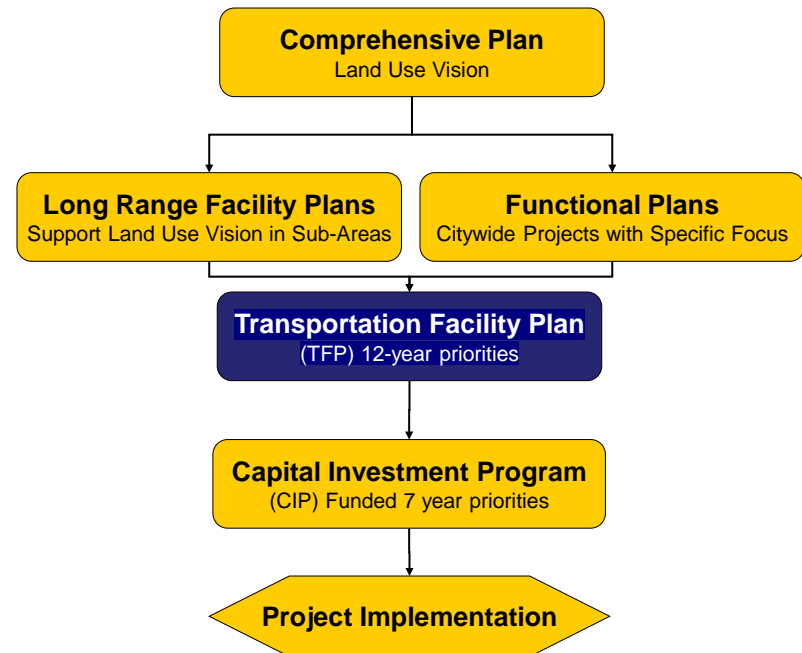 Comprehensive Plan
Land Use Vision
Long Range Facility Plans
Support Land Use Vision in Sub-Areas
Functional Plans
Citywide Projects with Specific Focus
Transportation Facility Plan
(TFP) 12-year priorities
Capital Investment Program
(CIP) Funded 7 year priorities
Project Implementation